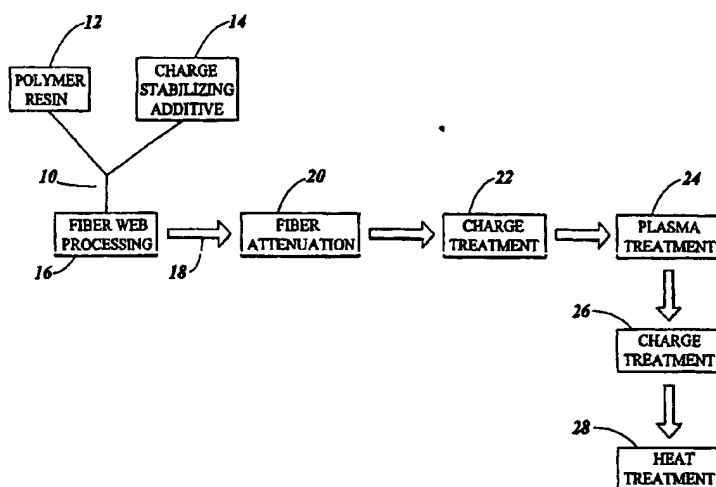 12
14
POLYMER
RESIN
CHARGE
STABILIZING
ADDITIVE
10
20
22
24
FIBER WEB
PROCESSING
FIBER
ATTENUATION
CHARGE
TREATMENT
PLASMA
TREATMENT
16
18
26
CHARGE
TREATMENT
28
HEAT
TREATMENT